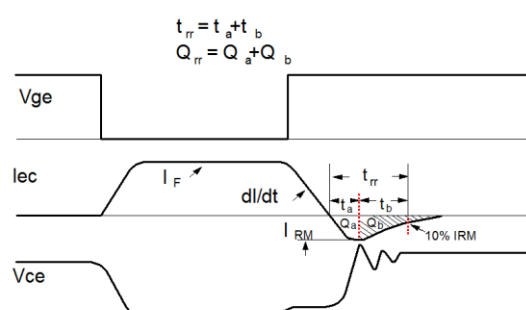 t rr = t a + t b
Q rr = Q a + Q b
Vge
Iec
I F
dI/dt
t rr
t a
t b
Q a
Q b
I RM
10% IRM
Vce